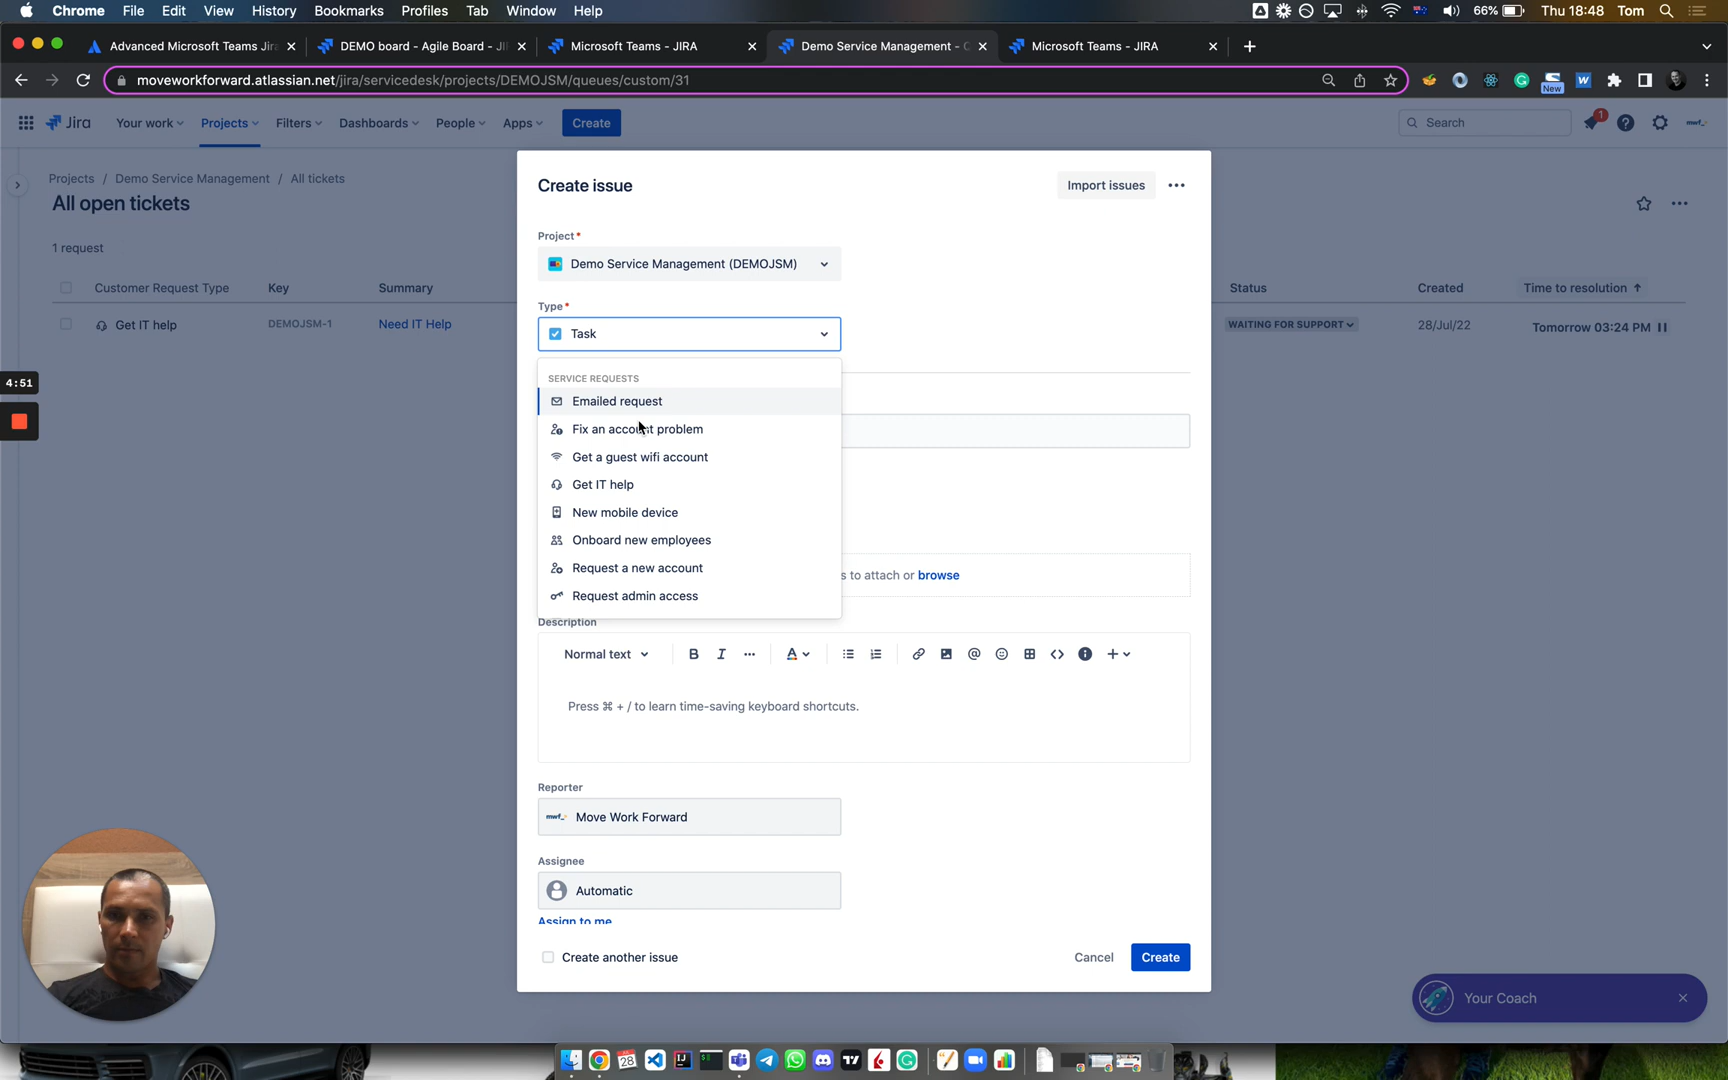 Chrome File Edit View History Bookmarks Profiles Tab Window Help 66% Thu 18:48 Tom
Advanced Microsoft Teams Jira DEMO board - Agile Board - JI Microsoft Teams - JIRA Demo Service Management - Microsoft Teams - JIRA
moveworkforward.atlassian.net/jira/servicedesk/projects/DEMOJSM/queues/custom/31 New
Jira Your work Projects Filters Dashboards People Apps Create Search 1 mwf_
Projects / Demo Service Management / All tickets
All open tickets
1 request
Customer Request Type Key Summary Status Created Time to resolution
Get IT help DEMOJSM-1 Need IT Help WAITING FOR SUPPORT 28/Jul/22 Tomorrow 03:24 PM
4:51
Create issue Import issues
Project*
Demo Service Management (DEMOJSM)
Type*
Task
SERVICE REQUESTS
Emailed request
Fix an account problem
Get a guest wifi account
Get IT help
New mobile device
Onboard new employees
Request a new account
Request admin access
s to attach or browse
Description
Normal text B I A
Press ⌘ + / to learn time-saving keyboard shortcuts.
Reporter
mwf_ Move Work Forward
Assignee
Automatic
Assign to me
Create another issue Cancel Create
Your Coach
28